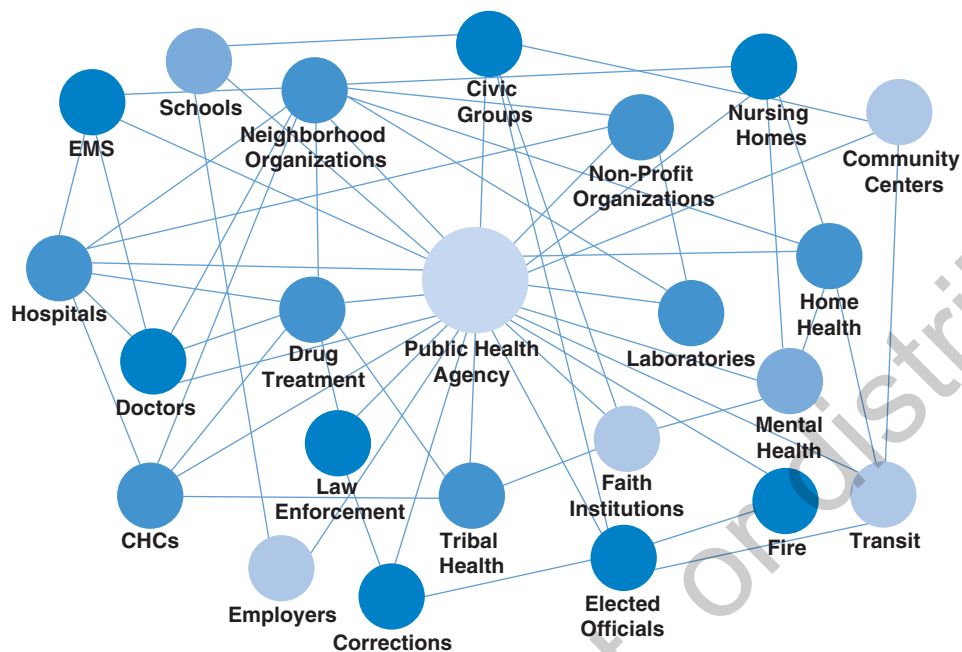 Schools
EMS
Neighborhood
Organizations
Civic
Groups
Nursing
Homes
Non-Profit
Organizations
Community
Centers
Hospitals
Doctors
Drug
Treatment
Public Health
Agency
Laboratories
Home
Health
Mental
Health
CHCs
Law
Enforcement
Tribal
Health
Faith
Institutions
Fire
Transit
Employers
Corrections
Elected
Officials
or distri